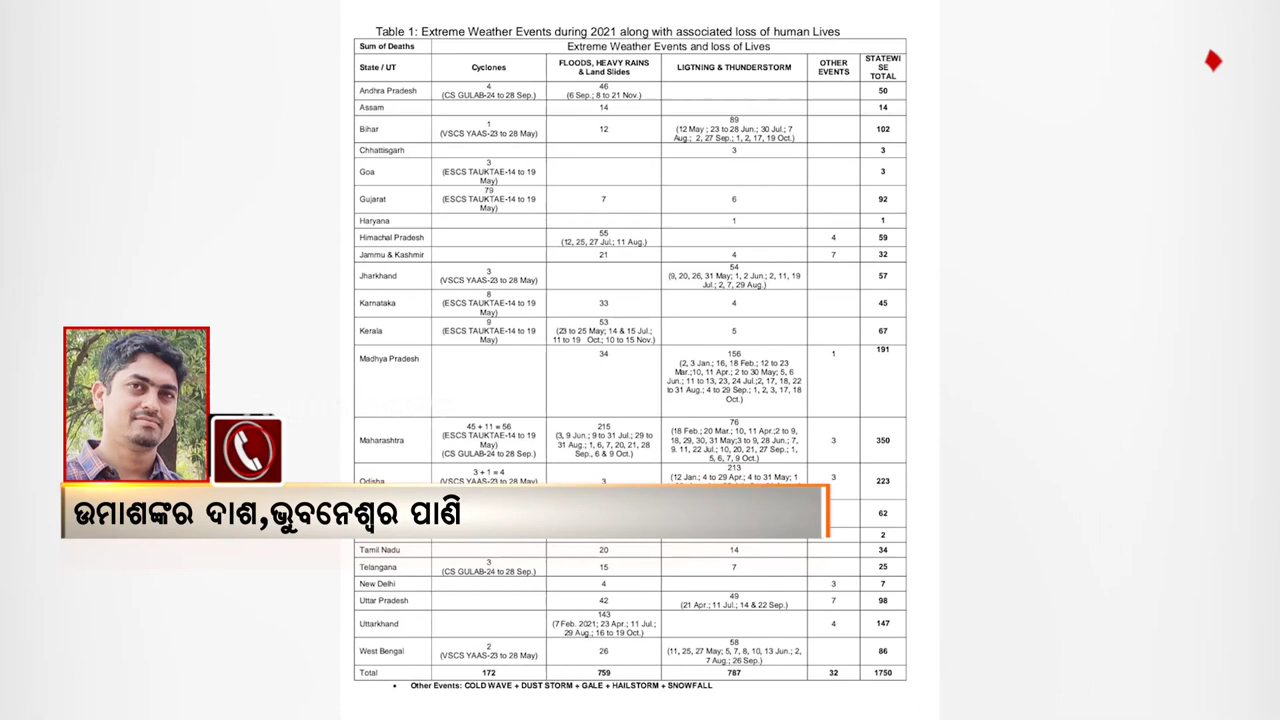 Table 1: Extreme Weather Events during 2021 along with associated loss of human Lives
Sum of Deaths Extreme Weather Events and loss of Lives
State / UT Cyclones FLOODS, HEAVY RAINS & Land Slides LIGTNING & THUNDERSTORM OTHER EVENTS STATEWISE TOTAL
Andhra Pradesh 4 (CS GULAB-24 to 28 Sep.) 46 (6 Sep.; 8 to 21 Nov.) 50
Assam 14 14
Bihar 1 (VSCS YAAS-23 to 28 May) 12 89 (12 May ; 23 to 28 Jun.; 30 Jul.; 7 Aug.; 2, 27 Sep.; 1, 2, 17, 19 Oct.) 102
Chhattisgarh 3 3
Goa 3 (ESCS TAUKTAE-14 to 19 May) 3
Gujarat 79 (ESCS TAUKTAE-14 to 19 May) 7 6 92
Haryana 1 1
Himachal Pradesh 55 (12, 25, 27 Jul.; 11 Aug.) 4 59
Jammu & Kashmir 21 4 7 32
Jharkhand 3 (VSCS YAAS-23 to 28 May) 54 (9, 20, 26, 31 May; 1, 2 Jun.; 2, 11, 19 Jul.; 2, 7, 29 Aug.) 57
Karnataka 8 (ESCS TAUKTAE-14 to 19 May) 33 4 45
Kerala 9 (ESCS TAUKTAE-14 to 19 May) 53 (23 to 25 May; 14 & 15 Jul.; 11 to 19 Oct.; 10 to 15 Nov.) 5 67
Madhya Pradesh 34 156 (2, 3 Jan.; 16, 18 Feb.; 12 to 23 Mar.;10, 11 Apr.; 2 to 30 May; 5, 6 Jun.; 11 to 13, 23, 24 Jul.;2, 17, 18, 22 to 31 Aug.; 4 to 29 Sep.; 1, 2, 3, 17, 18 Oct.) 1 191
Maharashtra 45 + 11 = 56 (ESCS TAUKTAE-14 to 19 May) (CS GULAB-24 to 28 Sep.) 215 (3, 9 Jun.; 9 to 31 Jul.; 29 to 31 Aug.; 1, 6, 7, 20, 21, 28 Sep., 6 & 9 Oct.) 76 (18 Feb.; 20 Mar.; 10, 11 Apr.;2 to 9, 18, 29, 30, 31 May;3 to 9, 28 Jun.; 7, 9. 11, 22 Jul.; 10, 20, 21, 27 Sep.; 1, 5, 6, 7, 9 Oct.) 3 350
Odisha 3 + 1 = 4 (VSCS YAAS-23 to 28 May) 3 213 (12 Jan.; 4 to 29 Apr.; 4 to 31 May; 1 3 223
62
ଉମାଶଙ୍କର ଦାଶ,ଭୁବନେଶ୍ୱର ପାଣି
2
Tamil Nadu 20 14 34
Telangana 3 (CS GULAB-24 to 28 Sep.) 15 7 25
New Delhi 4 3 7
Uttar Pradesh 42 49 (21 Apr.; 11 Jul.; 14 & 22 Sep.) 7 98
Uttarkhand 143 (7 Feb. 2021; 23 Apr.; 11 Jul.; 29 Aug.; 16 to 19 Oct.) 4 147
West Bengal 2 (VSCS YAAS-23 to 28 May) 26 58 (11, 25, 27 May; 5, 7, 8, 10, 13 Jun.; 2, 7 Aug.; 26 Sep.) 86
Total 172 759 787 32 1750
• Other Events: COLD WAVE + DUST STORM + GALE + HAILSTORM + SNOWFALL